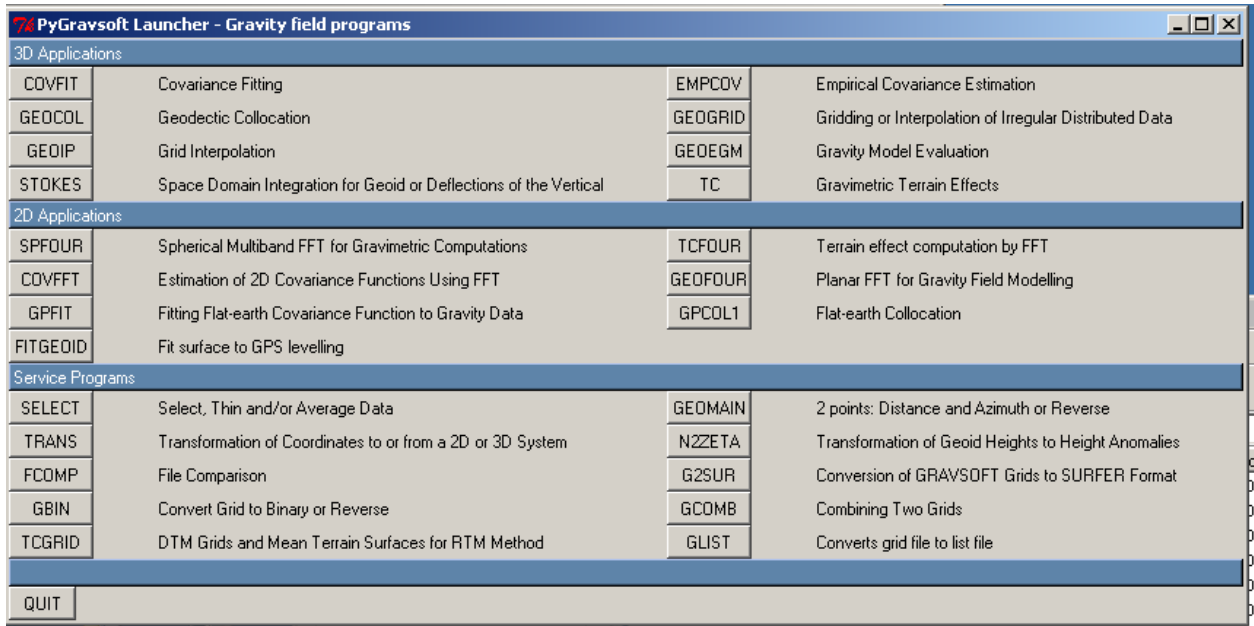 PyGravsoft Launcher - Gravity field programs
3D Applications
COVFIT Covariance Fitting EMPCOV Empirical Covariance Estimation
GEOCOL Geodectic Collocation GEOGRID Gridding or Interpolation of Irregular Distributed Data
GEOIP Grid Interpolation GEOEGM Gravity Model Evaluation
STOKES Space Domain Integration for Geoid or Deflections of the Vertical TC Gravimetric Terrain Effects
2D Applications
SPFOUR Spherical Multiband FFT for Gravimetric Computations TCFOUR Terrain effect computation by FFT
COVFFT Estimation of 2D Covariance Functions Using FFT GEOFOUR Planar FFT for Gravity Field Modelling
GPFIT Fitting Flat-earth Covariance Function to Gravity Data GPCOL1 Flat-earth Collocation
FITGEOID Fit surface to GPS levelling
Service Programs
SELECT Select, Thin and/or Average Data GEOMAIN 2 points: Distance and Azimuth or Reverse
TRANS Transformation of Coordinates to or from a 2D or 3D System N2ZETA Transformation of Geoid Heights to Height Anomalies
FCOMP File Comparison G2SUR Conversion of GRAVSOFT Grids to SURFER Format
GBIN Convert Grid to Binary or Reverse GCOMB Combining Two Grids
TCGRID DTM Grids and Mean Terrain Surfaces for RTM Method GLIST Converts grid file to list file
QUIT